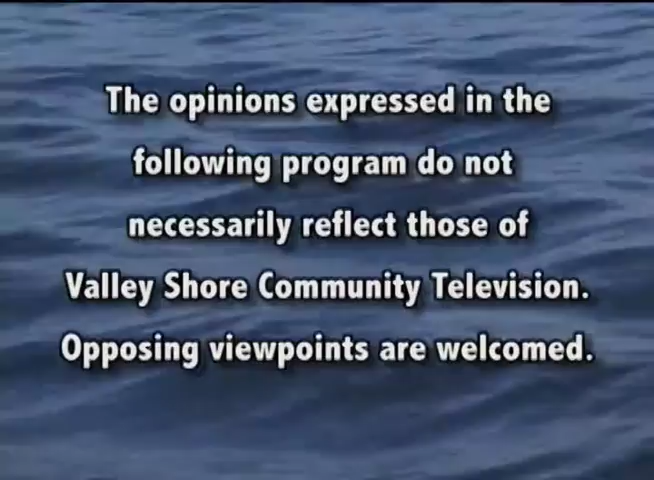 The opinions expressed in the
following program do not
necessarily reflect those of
Valley Shore Community Television.
Opposing viewpoints are welcomed.